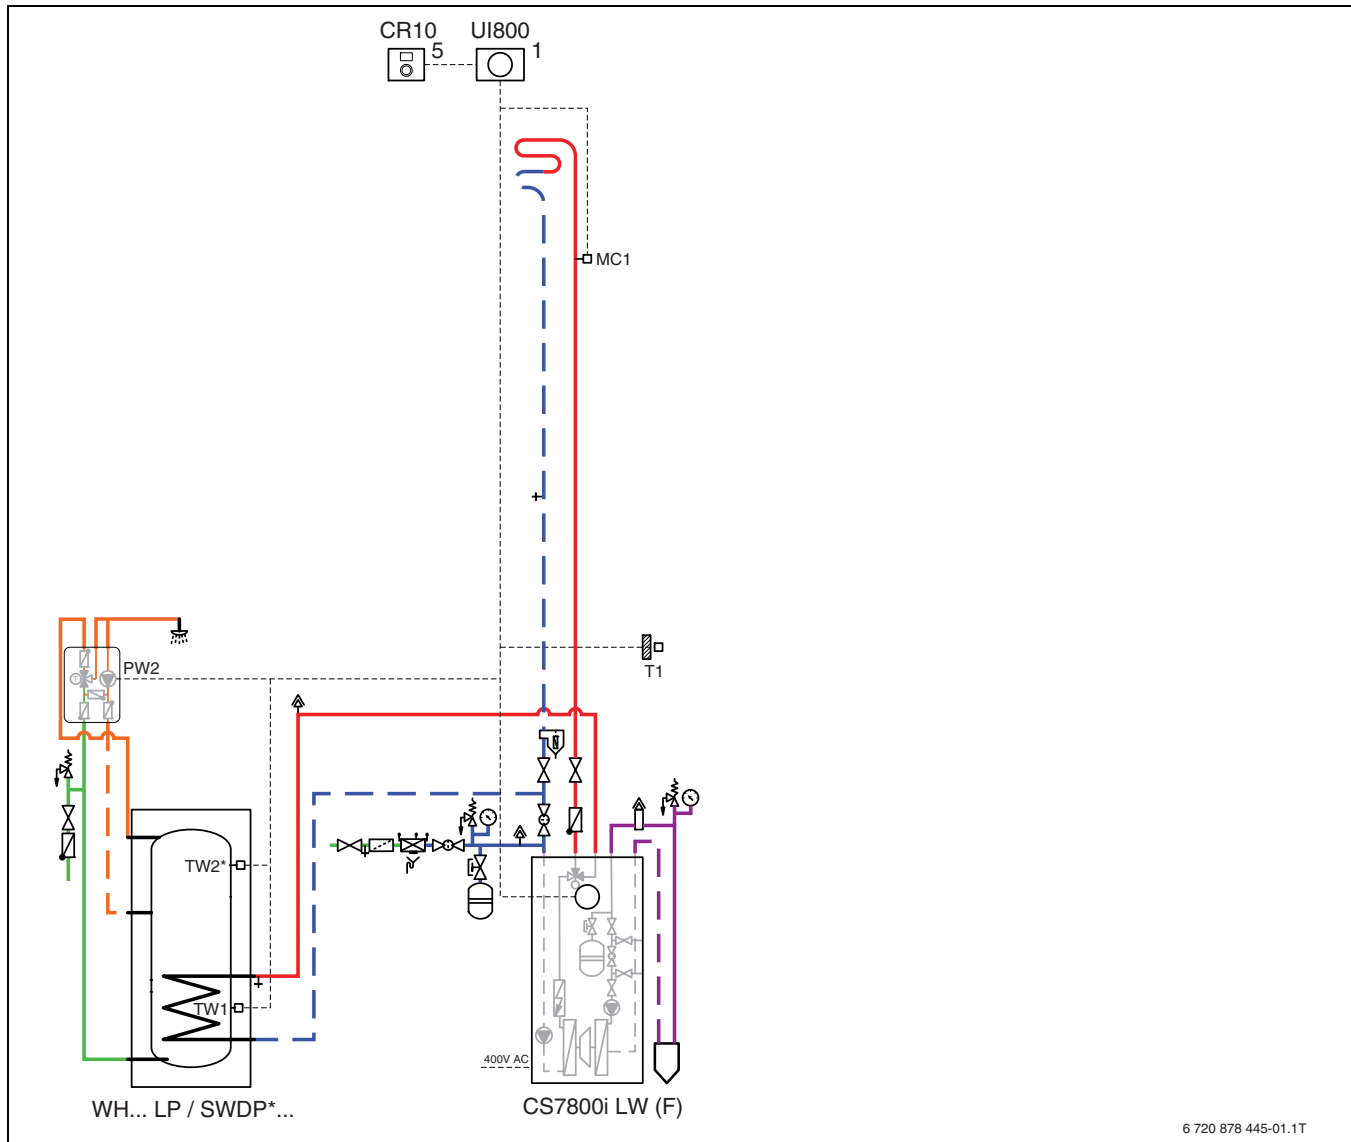 CR10
UI800
5
1
MC1
T1
PW2
TW2*
TW1
400V AC
WH... LP / SWDP*...
CS7800i LW (F)
6 720 878 445-01.1T